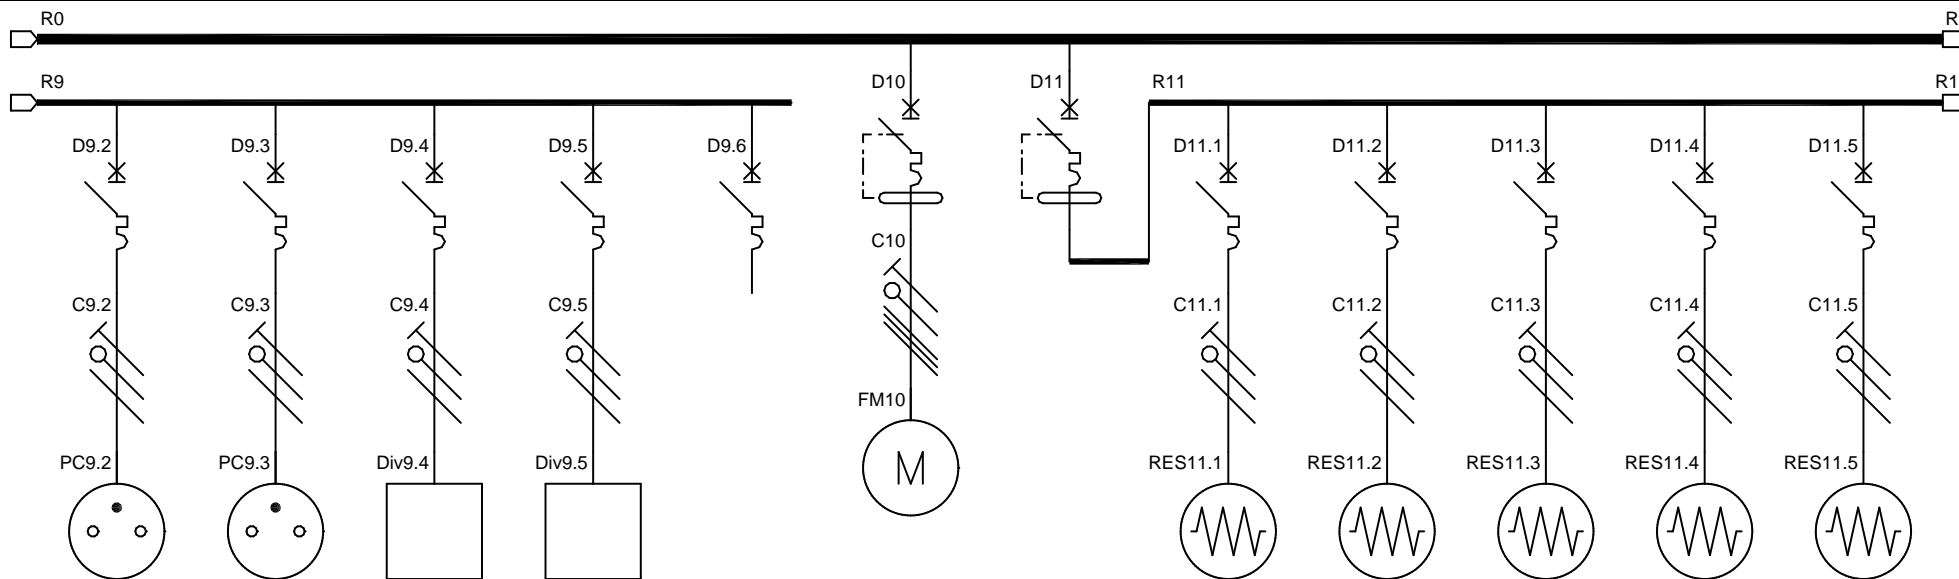 R0 R
R9 D10 D11 R11 R1
D9.2 D9.3 D9.4 D9.5 D9.6 D11.1 D11.2 D11.3 D11.4 D11.5
C10
C9.2 C9.3 C9.4 C9.5 C11.1 C11.2 C11.3 C11.4 C11.5
FM10
M
PC9.2 PC9.3 Div9.4 Div9.5 RES11.1 RES11.2 RES11.3 RES11.4 RES11.5